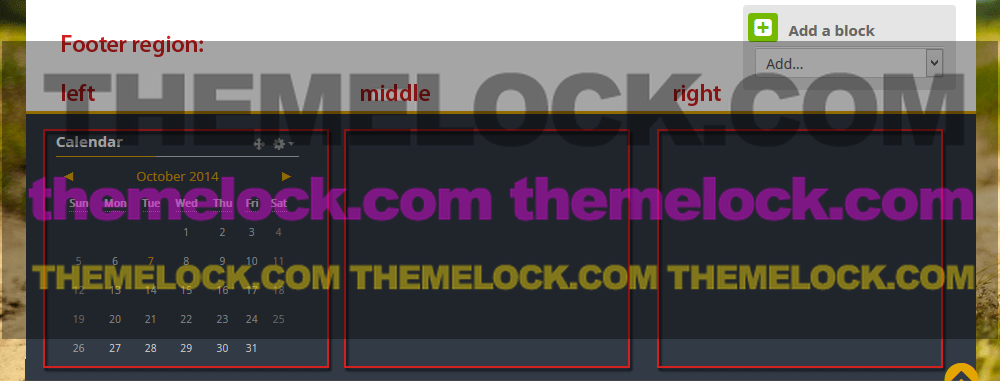 Add a block
Footer region:
Add...
THEMELOCK.COM
left middle right
Calendar
October 2014
themelock.com themelock.com
Sun Mon Tue Wed Thu Fri Sat
1 2 3 4
5 6 7 8 9 10 11
THEMELOCK.COM THEMELOCK.COM THEMELOCK.COM
12 13 14 15 16 17 18
19 20 21 22 23 24 25
26 27 28 29 30 31